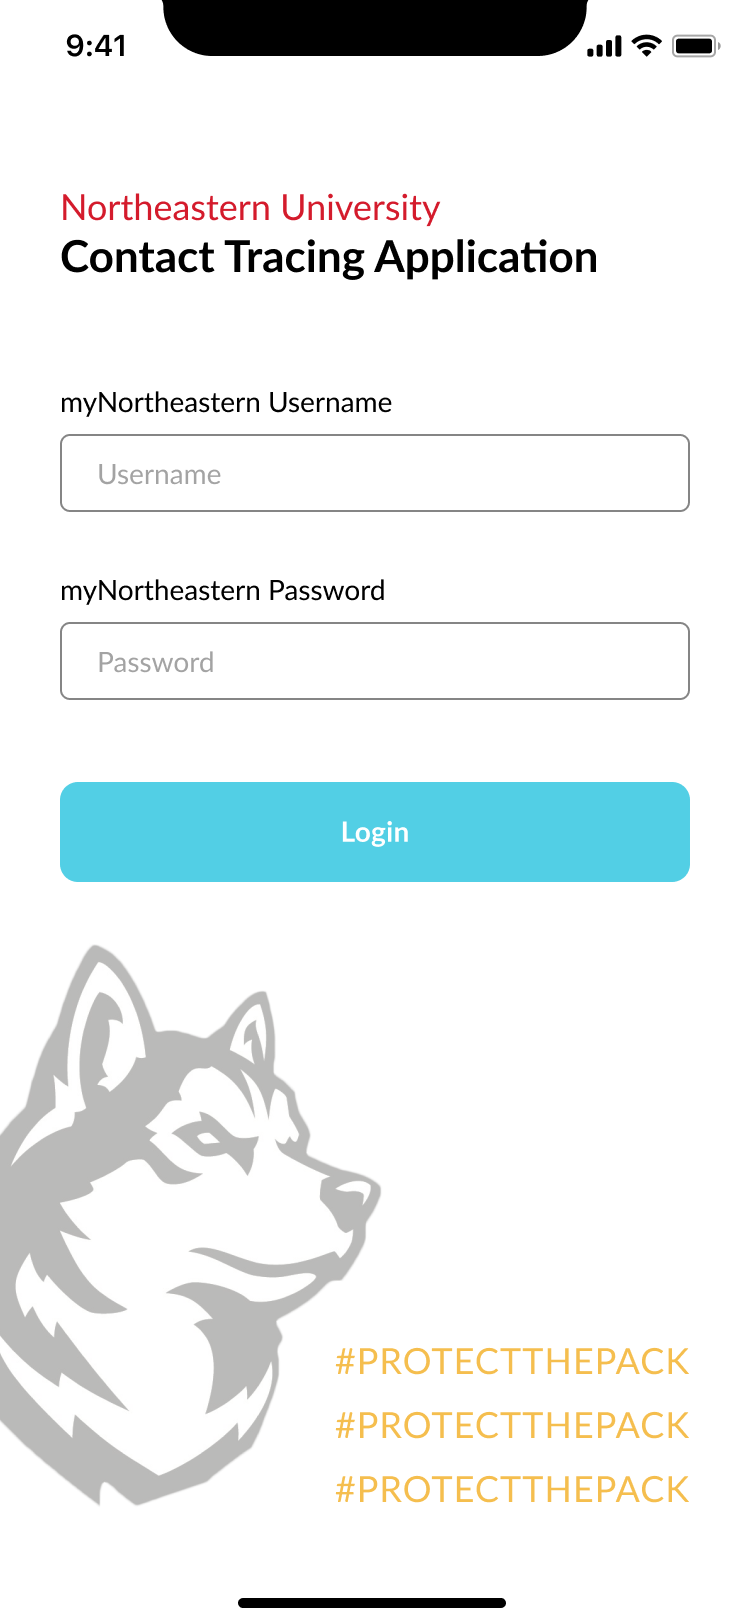 9:41
Northeastern University
Contact Tracing Application
myNortheastern Username
Username
myNortheastern Password
Password
Login
#PROTECTTHEPACK
#PROTECTTHEPACK
#PROTECTTHEPACK